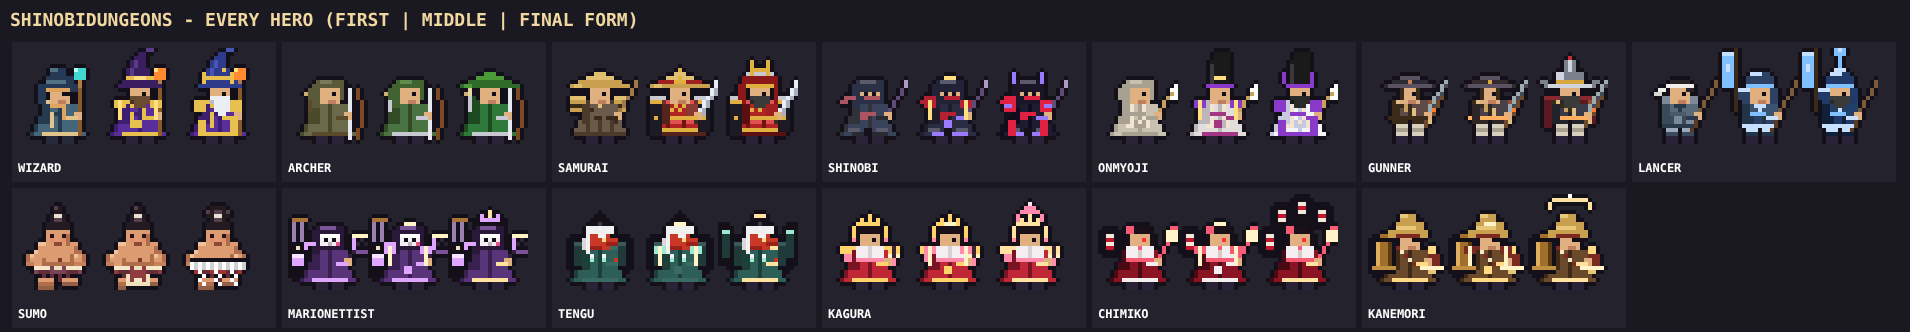 SHINOBIDUNGEONS - EVERY HERO (FIRST | MIDDLE | FINAL FORM)
WIZARD
ARCHER
SAMURAI
SHINOBI
ONMYOJI
GUNNER
LANCER
SUMO
MARIONETTIST
TENGU
KAGURA
CHIMIKO
KANEMORI